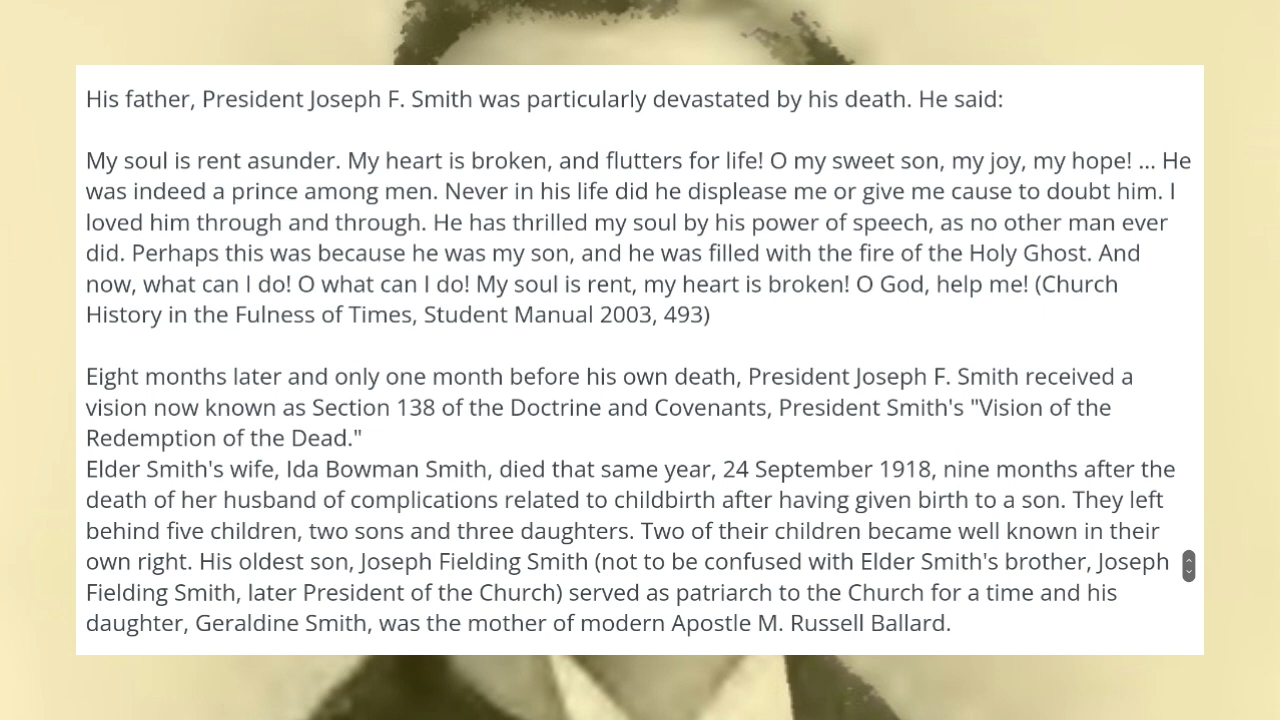 His father, President Joseph F. Smith was particularly devastated by his death. He said:
My soul is rent asunder. My heart is broken, and flutters for life! O my sweet son, my joy, my hope! ... He
was indeed a prince among men. Never in his life did he displease me or give me cause to doubt him. I
loved him through and through. He has thrilled my soul by his power of speech, as no other man ever
did. Perhaps this was because he was my son, and he was filled with the fire of the Holy Ghost. And
now, what can I do! O what can I do! My soul is rent, my heart is broken! O God, help me! (Church
History in the Fulness of Times, Student Manual 2003, 493)
Eight months later and only one month before his own death, President Joseph F. Smith received a
vision now known as Section 138 of the Doctrine and Covenants, President Smith's "Vision of the
Redemption of the Dead."
Elder Smith's wife, Ida Bowman Smith, died that same year, 24 September 1918, nine months after the
death of her husband of complications related to childbirth after having given birth to a son. They left
behind five children, two sons and three daughters. Two of their children became well known in their
own right. His oldest son, Joseph Fielding Smith (not to be confused with Elder Smith's brother, Joseph
Fielding Smith, later President of the Church) served as patriarch to the Church for a time and his
daughter, Geraldine Smith, was the mother of modern Apostle M. Russell Ballard.